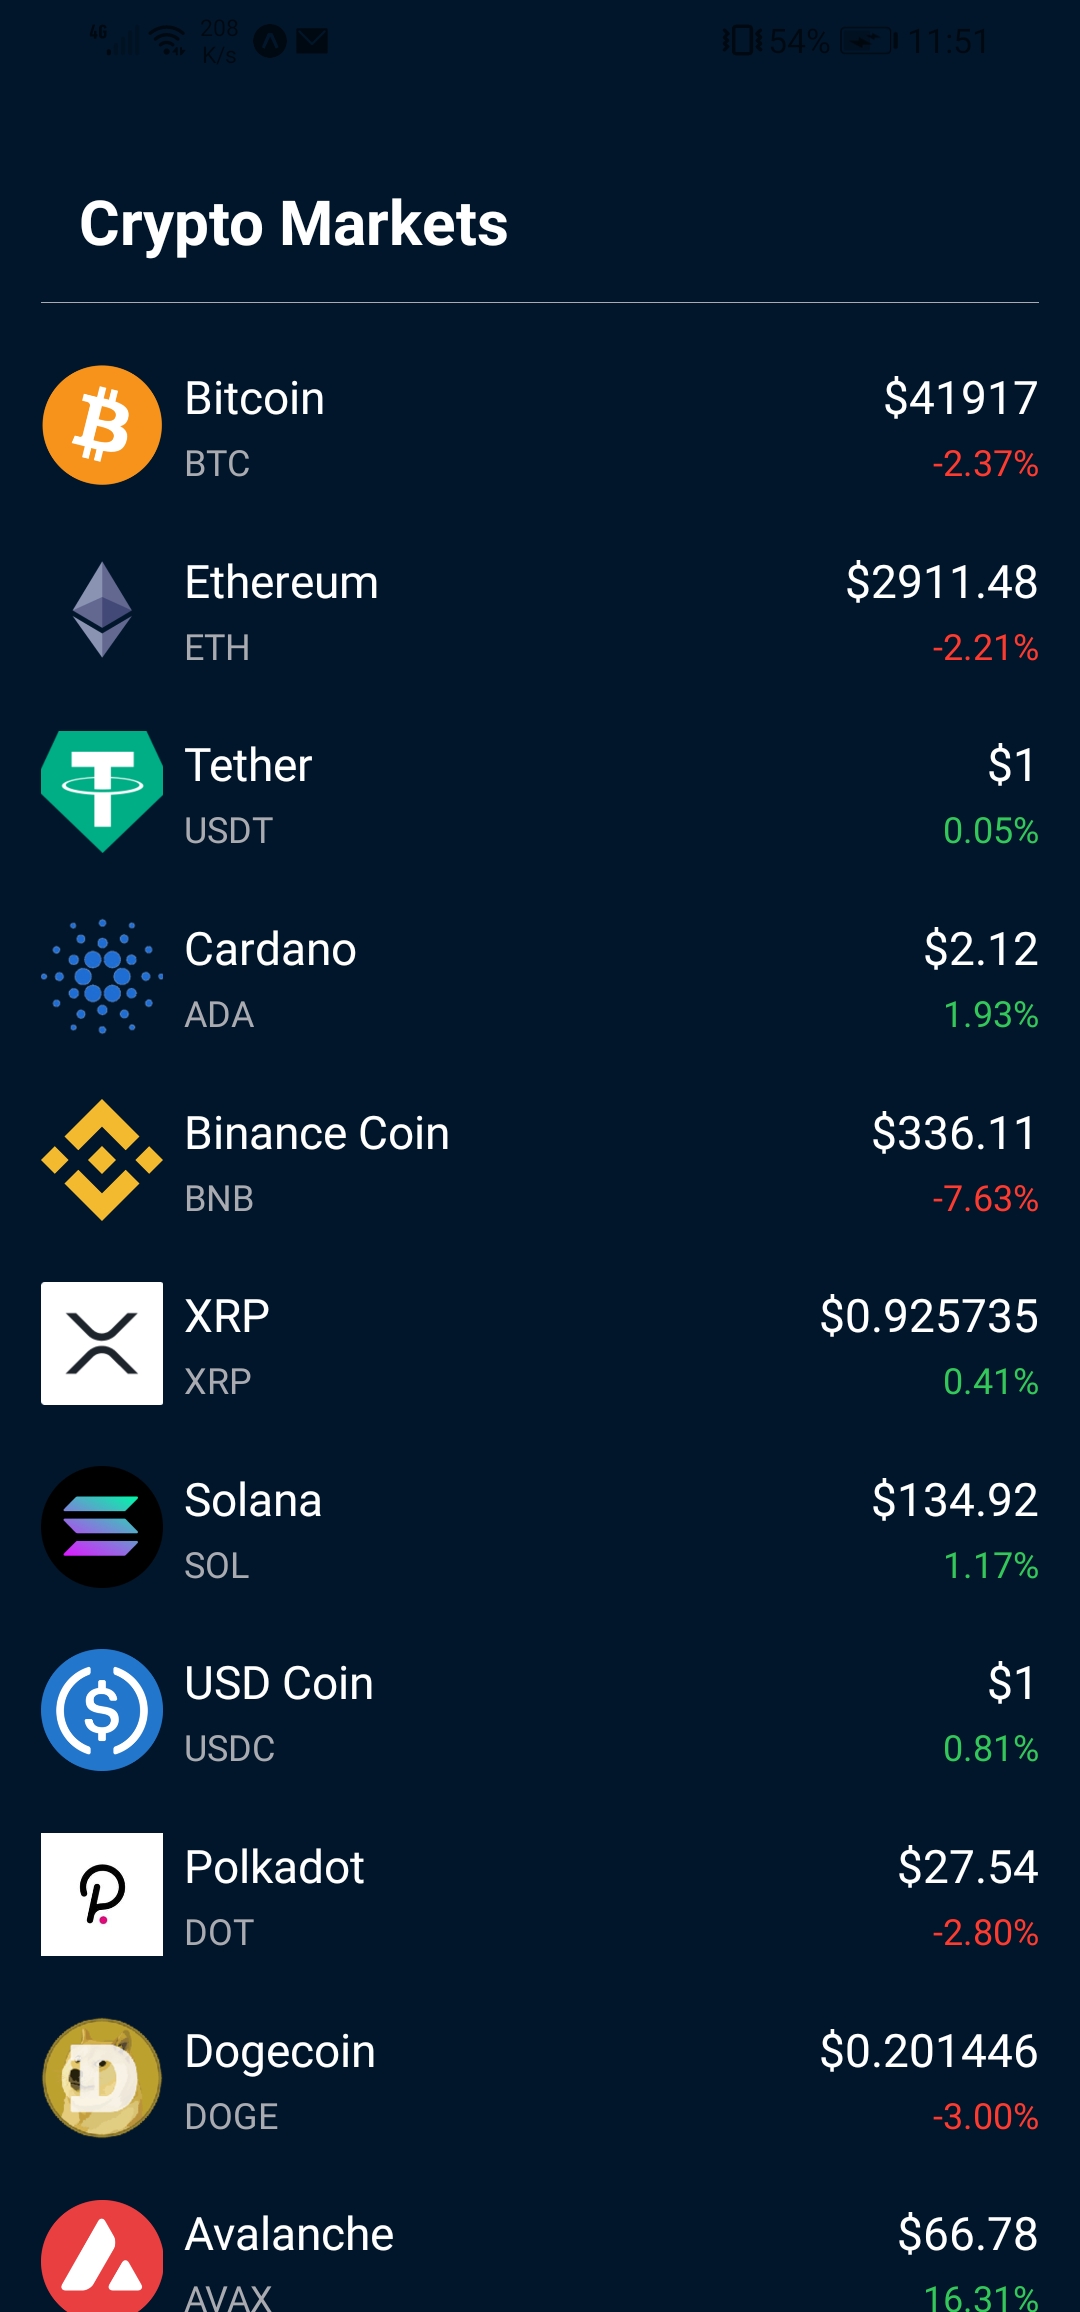 4G 208 K/s 54% 11:51
Crypto Markets
Bitcoin $41917
BTC -2.37%
Ethereum $2911.48
ETH -2.21%
Tether $1
USDT 0.05%
Cardano $2.12
ADA 1.93%
Binance Coin $336.11
BNB -7.63%
XRP $0.925735
XRP 0.41%
Solana $134.92
SOL 1.17%
USD Coin $1
USDC 0.81%
Polkadot $27.54
DOT -2.80%
Dogecoin $0.201446
DOGE -3.00%
Avalanche $66.78
AVAX 16.31%